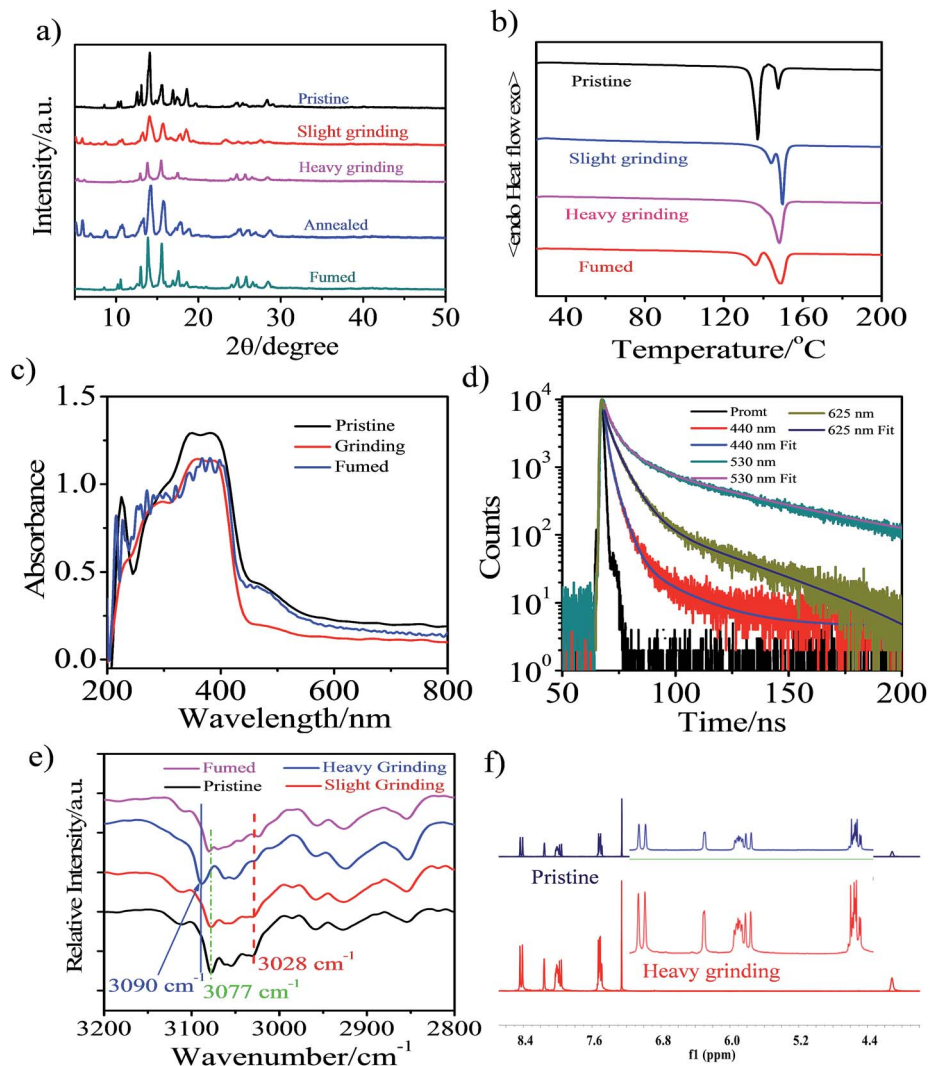 a)
Intensity/a.u.
Pristine
Slight grinding
Heavy grinding
Annealed
Fumed
10 20 30 40 50
2θ/degree
b)
<endo Heat flow exo>
Pristine
Slight grinding
Heavy grinding
Fumed
40 80 120 160 200
Temperature/°C
c)
Absorbance
1.5
1.0
0.5
0.0
Pristine
Grinding
Fumed
200 400 600 800
Wavelength/nm
d)
Counts
10⁴
10³
10²
10¹
10⁰
Promt
440 nm
440 nm Fit
530 nm
530 nm Fit
625 nm
625 nm Fit
50 100 150 200
Time/ns
e)
Relative Intensity/a.u.
Fumed Heavy Grinding
Pristine Slight Grinding
3090 cm⁻¹
3077 cm⁻¹
3028 cm⁻¹
3200 3100 3000 2900 2800
Wavenumber/cm⁻¹
f)
Pristine
Heavy grinding
8.4 7.6 6.8 6.0 5.2 4.4
f1 (ppm)